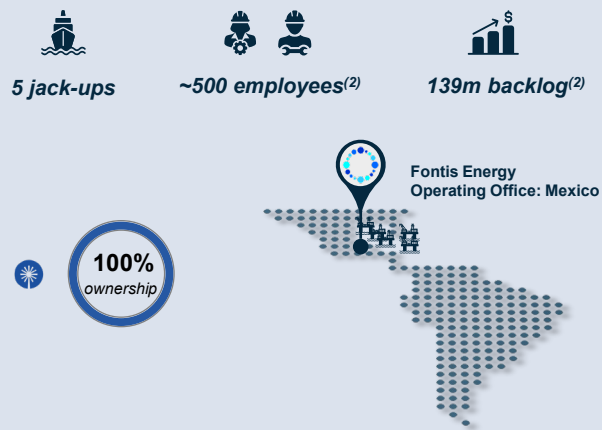 $
5 jack-ups
~500 employees(2)
139m backlog(2)
Fontis Energy
Operating Office: Mexico
100%
ownership